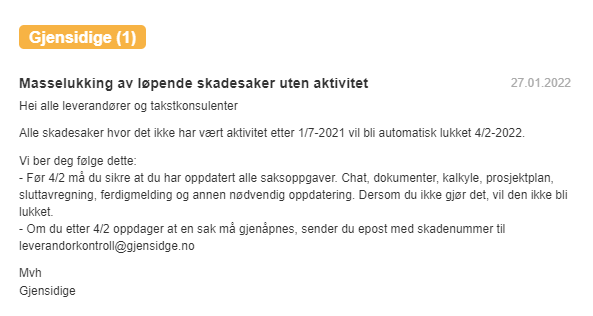 Gjensidige (1)
Masselukking av løpende skadesaker uten aktivitet 27.01.2022
Hei alle leverandører og takstkonsulenter
Alle skadesaker hvor det ikke har vært aktivitet etter 1/7-2021 vil bli automatisk lukket 4/2-2022.
Vi ber deg følge dette:
- Før 4/2 må du sikre at du har oppdatert alle saksoppgaver. Chat, dokumenter, kalkyle, prosjektplan,
sluttavregning, ferdigmelding og annen nødvendig oppdatering. Dersom du ikke gjør det, vil den ikke bli
lukket.
- Om du etter 4/2 oppdager at en sak må gjenåpnes, sender du epost med skadenummer til
leverandorkontroll@gjensidge.no
Mvh
Gjensidige